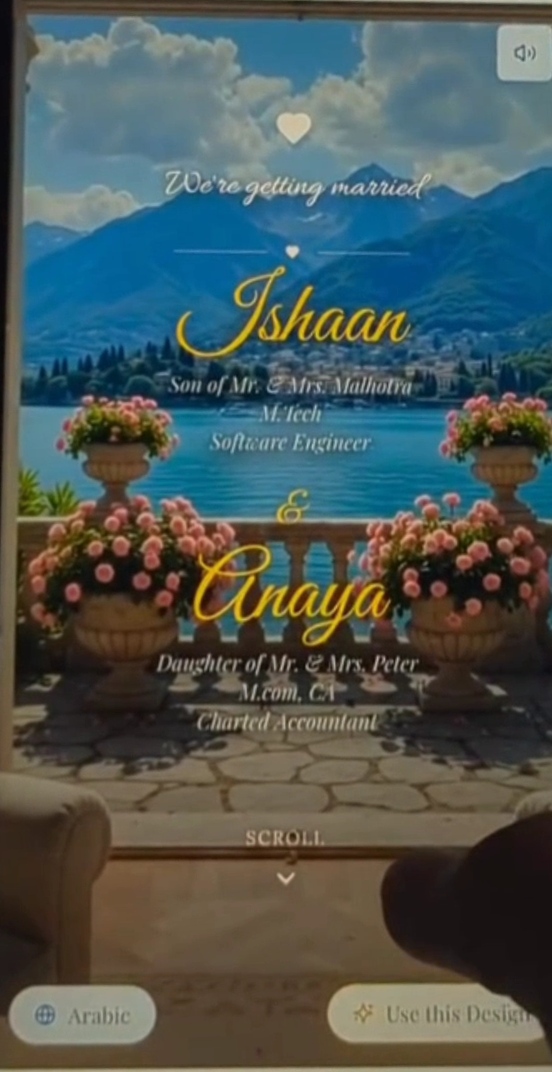 We're getting married
Ishaan
Son of Mr. & Mrs. Malhotra
M.Tech
Software Engineer
&
Anaya
Daughter of Mr. & Mrs. Peter
M.com, CA
Charted Accountant
SCROLL
Arabic
Use this Design